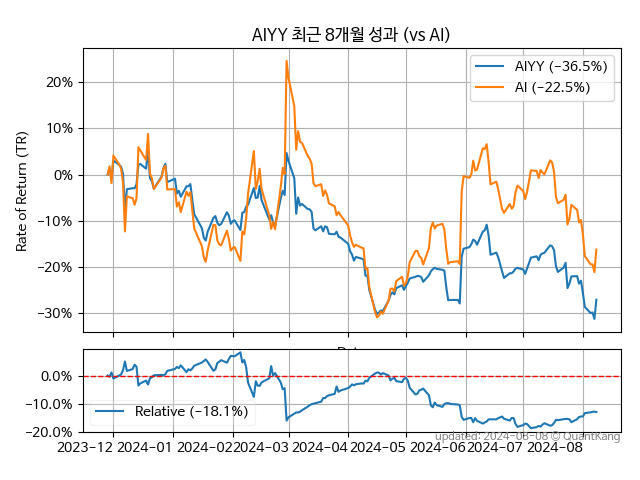 AIYY 최근 8개월 성과 (vs AI)
Rate of Return (TR)
20%
10%
0%
−10%
−20%
−30%
AIYY (−36.5%)
AI (−22.5%)
0.0%
−10.0%
−20.0%
Relative (−18.1%)
2023−12 2024−01 2024−02 2024−03 2024−04 2024−05 2024−06 2024−07 2024−08
updated: 2024−08−08 © QuantKang